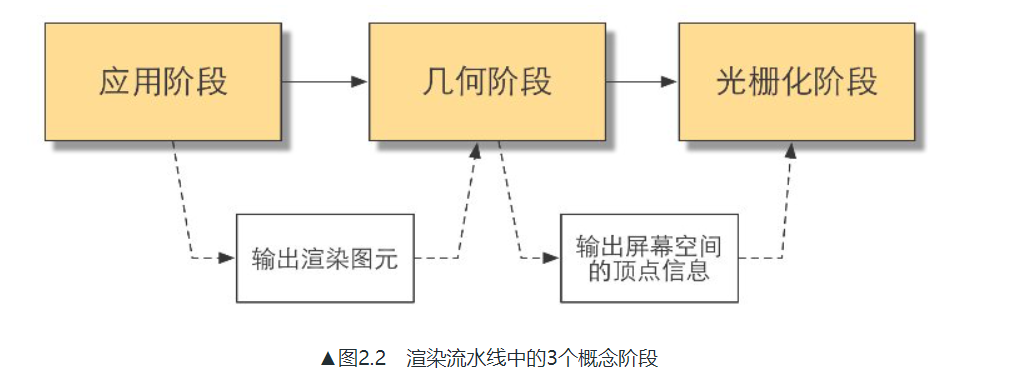 应用阶段
几何阶段
光栅化阶段
输出渲染图元
输出屏幕空间
的顶点信息
▲图2.2 渲染流水线中的3个概念阶段